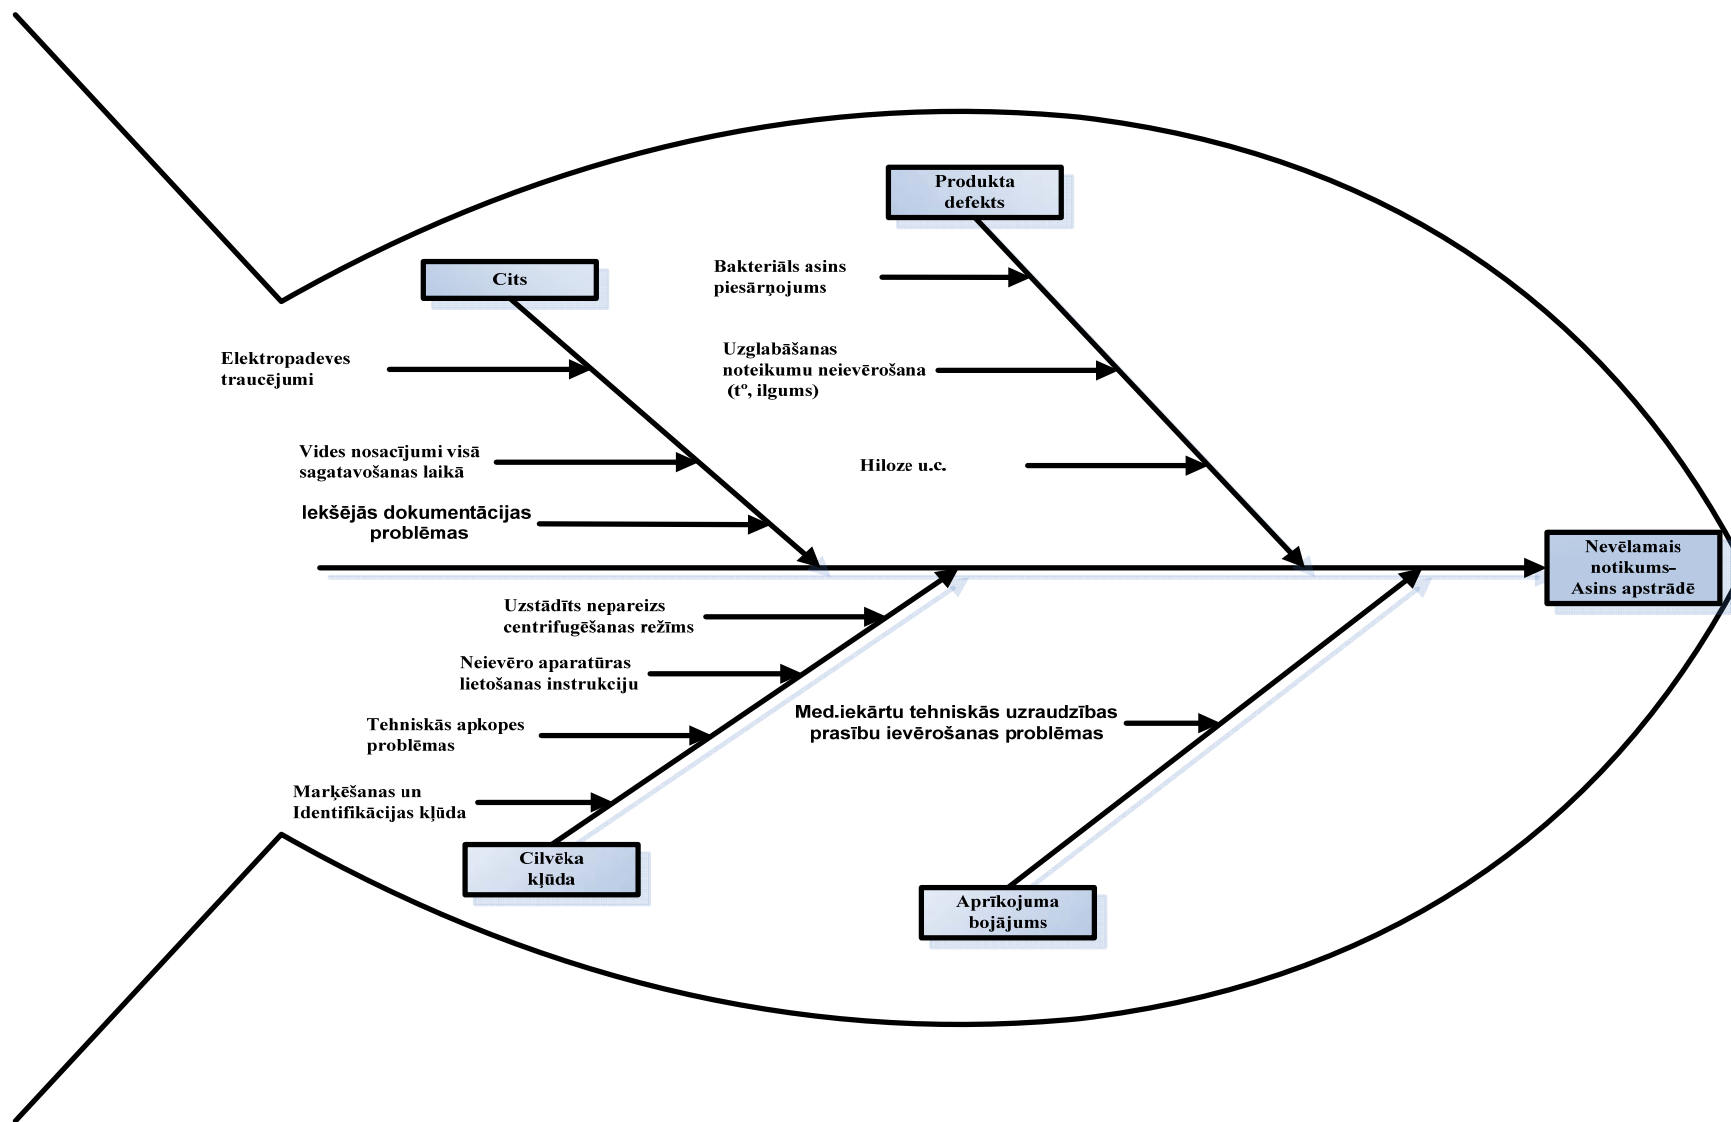 Produkta
defekts
Bakteriāls asins
piesārņojums
Cits
Uzglabāšanas
noteikumu neievērošana
(t°, ilgums)
Elektropadeves
traucējumi
Vides nosacījumi visā
sagatavošanas laikā
Hiloze u.c.
Iekšējās dokumentācijas
problēmas
Nevēlamais
notikums–
Asins apstrādē
Uzstādīts nepareizs
centrifugēšanas režīms
Neievēro aparatūras
lietošanas instrukciju
Tehniskās apkopes
problēmas
Med.iekārtu tehniskās uzraudzības
prasību ievērošanas problēmas
Marķēšanas un
Identifikācijas kļūda
Cilvēka
kļūda
Aprīkojuma
bojājums